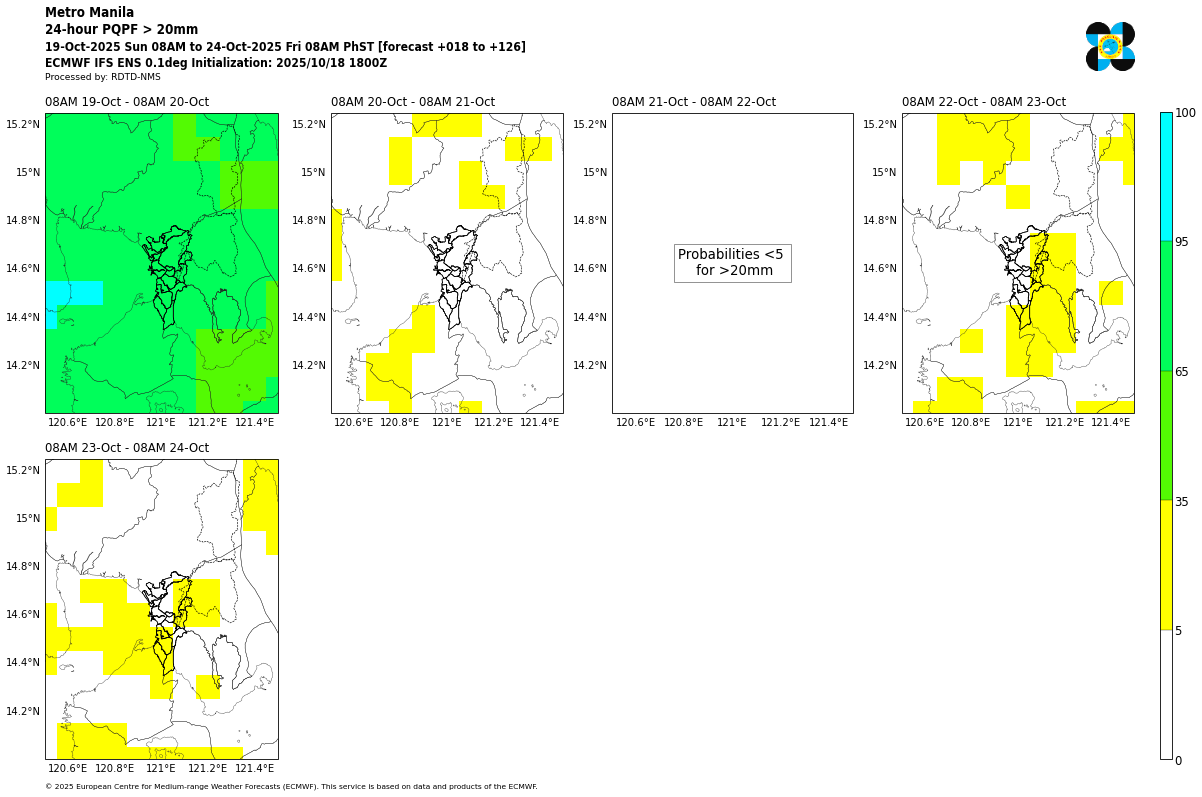 Metro Manila
24-hour PQPF > 20mm
19-Oct-2025 Sun 08AM to 24-Oct-2025 Fri 08AM PhST [forecast +018 to +126]
ECMWF IFS ENS 0.1deg Initialization: 2025/10/18 1800Z
Processed by: RDTD-NMS
08AM 19-Oct - 08AM 20-Oct
15.2°N
15°N
14.8°N
14.6°N
14.4°N
14.2°N
120.6°E 120.8°E 121°E 121.2°E 121.4°E
08AM 20-Oct - 08AM 21-Oct
15.2°N
15°N
14.8°N
14.6°N
14.4°N
14.2°N
120.6°E 120.8°E 121°E 121.2°E 121.4°E
08AM 21-Oct - 08AM 22-Oct
15.2°N
15°N
14.8°N
14.6°N
14.4°N
14.2°N
Probabilities <5
for >20mm
120.6°E 120.8°E 121°E 121.2°E 121.4°E
08AM 22-Oct - 08AM 23-Oct
15.2°N
15°N
14.8°N
14.6°N
14.4°N
14.2°N
120.6°E 120.8°E 121°E 121.2°E 121.4°E
08AM 23-Oct - 08AM 24-Oct
15.2°N
15°N
14.8°N
14.6°N
14.4°N
14.2°N
120.6°E 120.8°E 121°E 121.2°E 121.4°E
100
95
65
35
5
0
© 2025 European Centre for Medium-range Weather Forecasts (ECMWF). This service is based on data and products of the ECMWF.